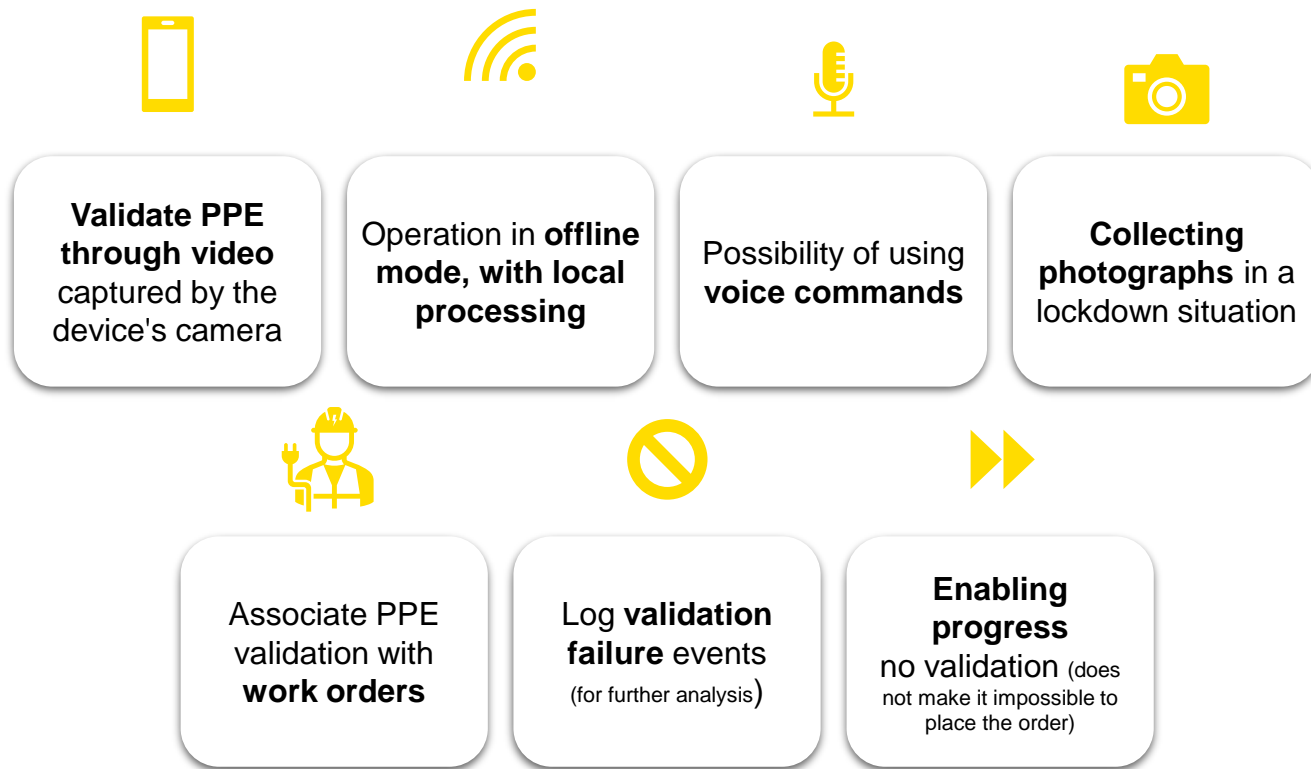 Validate PPE
through video
captured by the
device's camera
Operation in offline
mode, with local
processing
Possibility of using
voice commands
Collecting
photographs in a
lockdown situation
Associate PPE
validation with
work orders
Log validation
failure events
(for further analysis)
Enabling
progress
no validation (does
not make it impossible to
place the order)